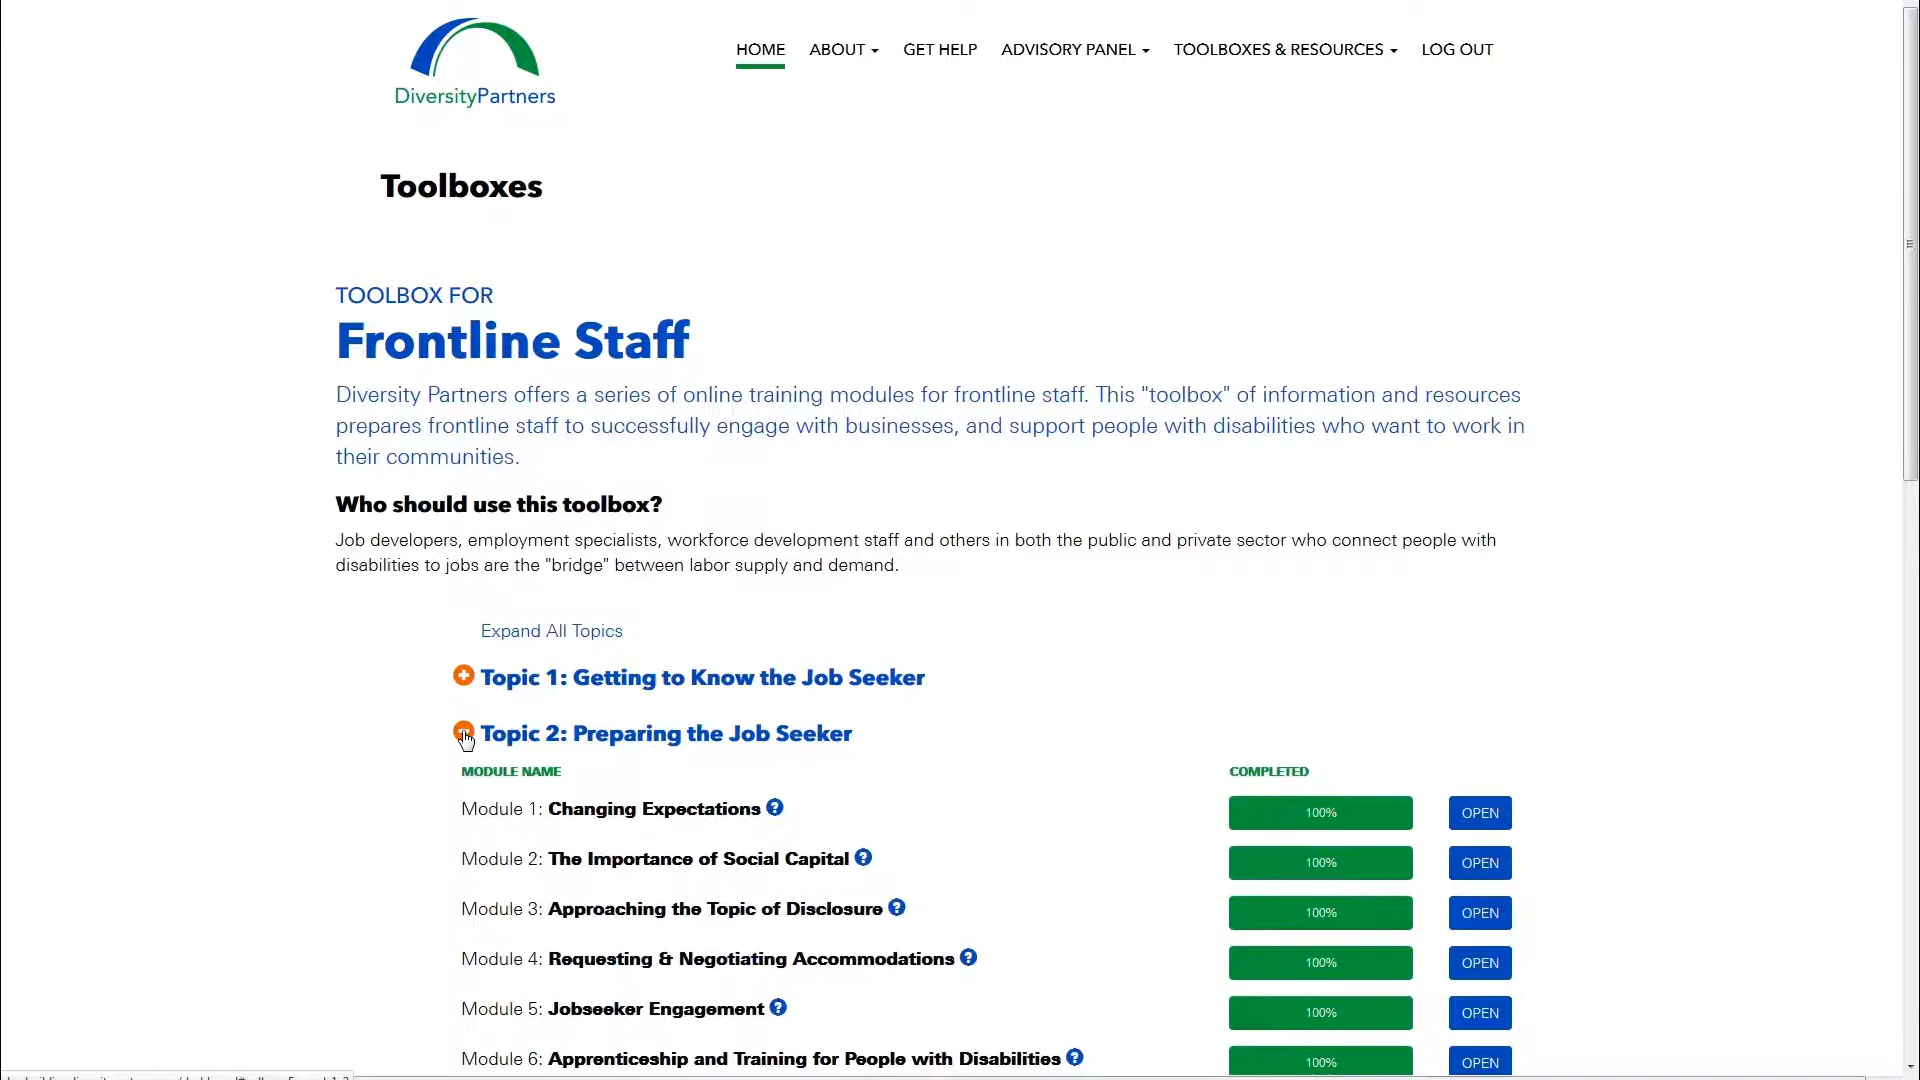 HOME ABOUT GET HELP ADVISORY PANEL TOOLBOXES & RESOURCES LOG OUT
DiversityPartners
Toolboxes
TOOLBOX FOR
Frontline Staff
Diversity Partners offers a series of online training modules for frontline staff. This "toolbox" of information and resources
prepares frontline staff to successfully engage with businesses, and support people with disabilities who want to work in
their communities.
Who should use this toolbox?
Job developers, employment specialists, workforce development staff and others in both the public and private sector who connect people with
disabilities to jobs are the "bridge" between labor supply and demand.
Expand All Topics
Topic 1: Getting to Know the Job Seeker
Topic 2: Preparing the Job Seeker
MODULE NAME COMPLETED
Module 1: Changing Expectations ? 100% OPEN
Module 2: The Importance of Social Capital ? 100% OPEN
Module 3: Approaching the Topic of Disclosure ? 100% OPEN
Module 4: Requesting & Negotiating Accommodations ? 100% OPEN
Module 5: Jobseeker Engagement ? 100% OPEN
Module 6: Apprenticeship and Training for People with Disabilities ? 100% OPEN